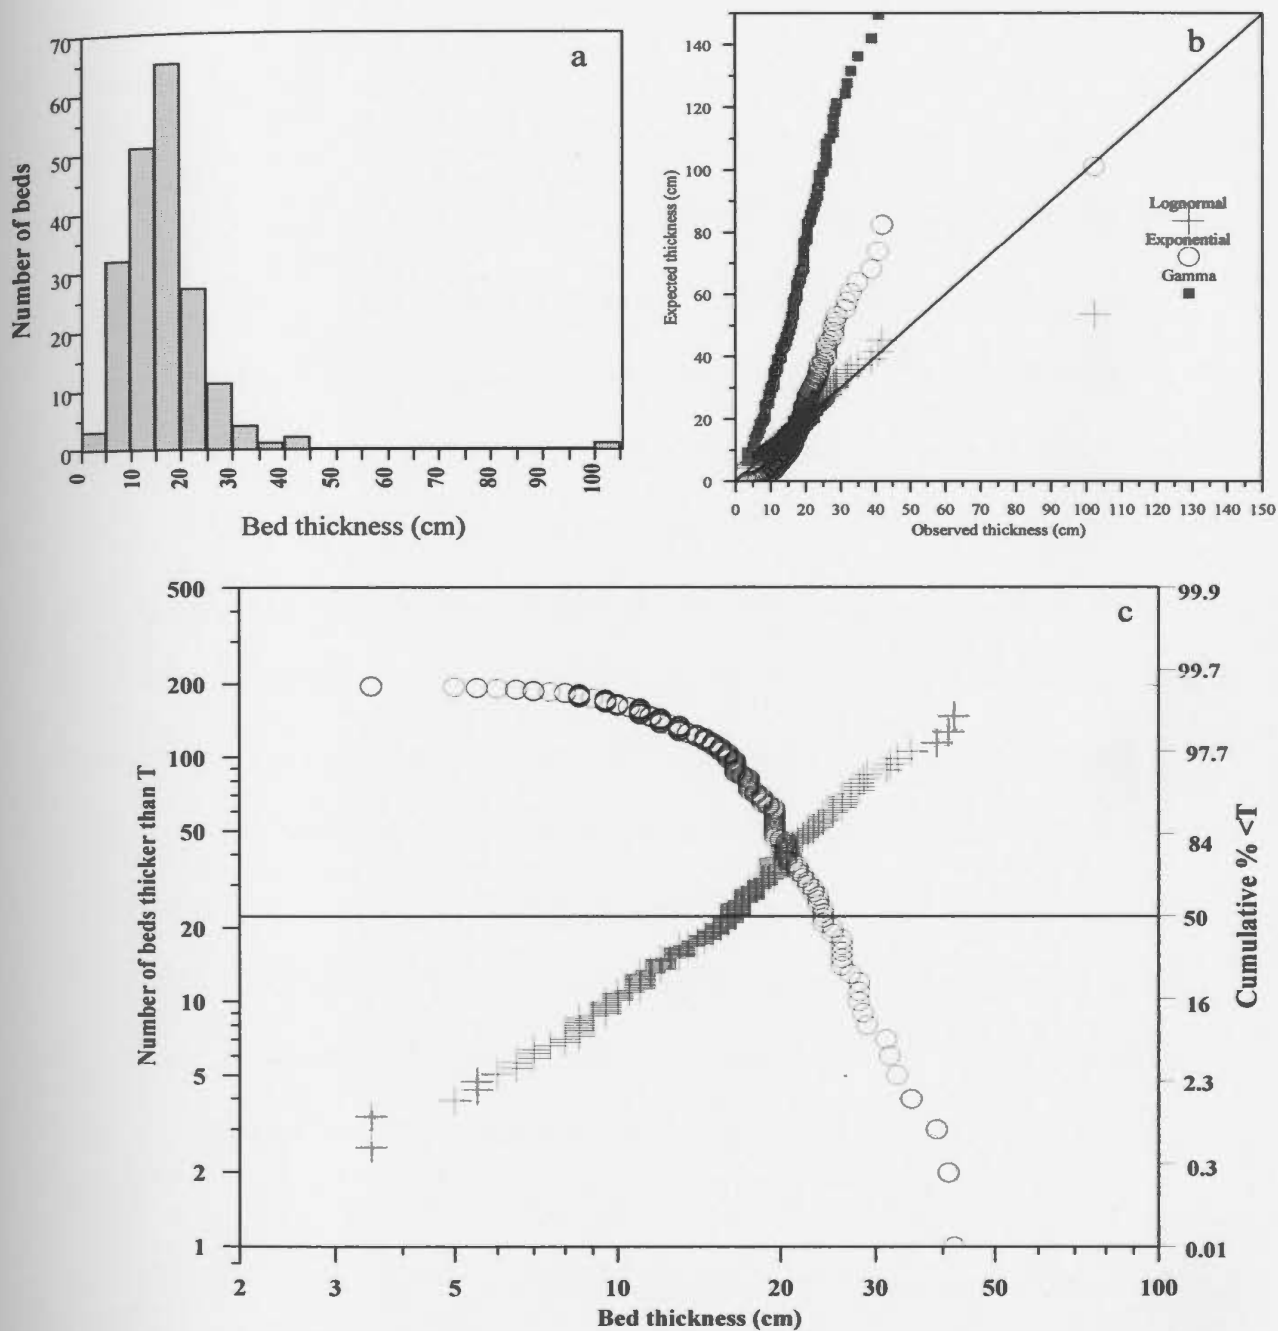 a
70
60
50
40
30
20
10
0
Number of beds
0 10 20 30 40 50 60 70 80 90 100
Bed thickness (cm)
b
140
120
100
80
60
40
20
0
Expected thickness (cm)
Lognormal
Exponential
Gamma
0 10 20 30 40 50 60 70 80 90 100 110 120 130 140 150
Observed thickness (cm)
c
500
200
100
50
20
10
5
2
1
Number of beds thicker than T
99.9
99.7
97.7
84
50
16
2.3
0.3
0.01
Cumulative % <T
2 3 5 10 20 30 50 100
Bed thickness (cm)